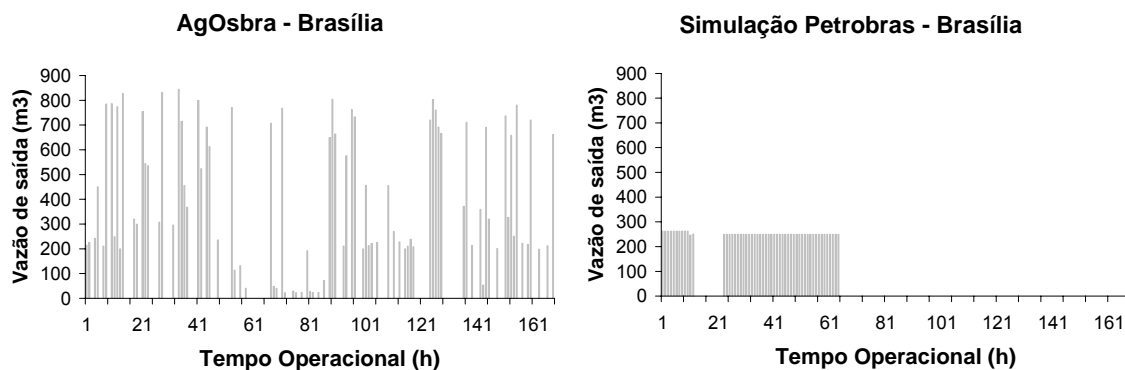 AgOsbra - Brasília
Vazão de saída (m3)
900
800
700
600
500
400
300
200
100
0
1 21 41 61 81 101 121 141 161
Tempo Operacional (h)
Simulação Petrobras - Brasília
Vazão de saída (m3)
900
800
700
600
500
400
300
200
100
0
1 21 41 61 81 101 121 141 161
Tempo Operacional (h)